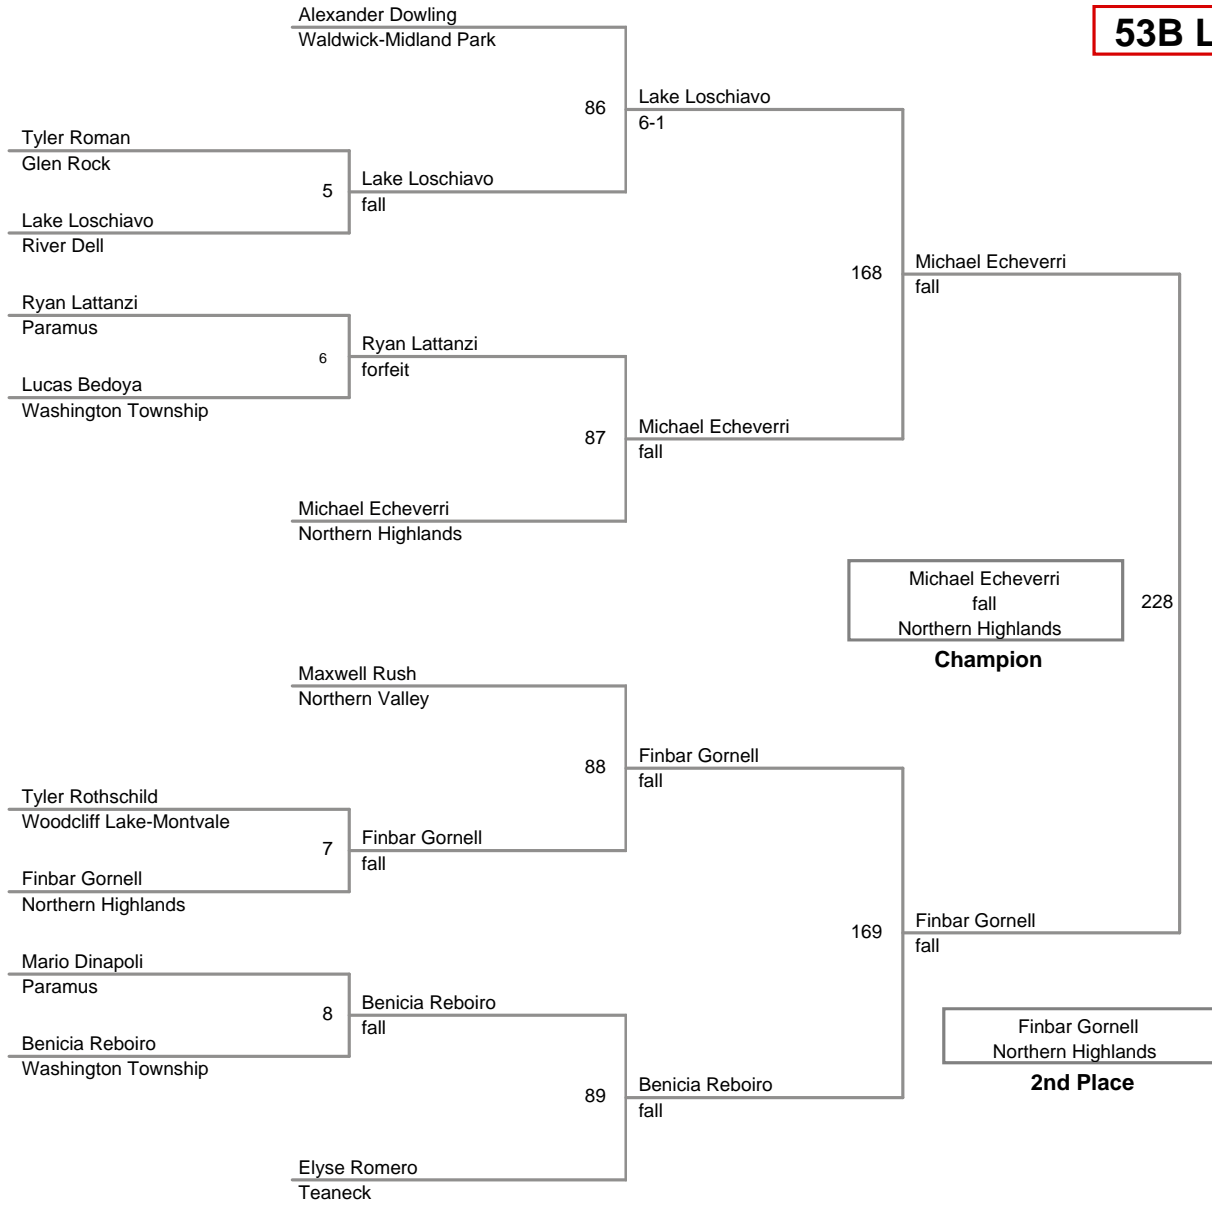 Alexander Dowling
Waldwick-Midland Park
53B L
86
Lake Loschiavo
6-1
Tyler Roman
Glen Rock
5
Lake Loschiavo
fall
Lake Loschiavo
River Dell
168
Michael Echeverri
fall
Ryan Lattanzi
Paramus
6
Ryan Lattanzi
forfeit
Lucas Bedoya
Washington Township
87
Michael Echeverri
fall
Michael Echeverri
Northern Highlands
Michael Echeverri
fall
Northern Highlands
228
Champion
Maxwell Rush
Northern Valley
88
Finbar Gornell
fall
Tyler Rothschild
Woodcliff Lake-Montvale
7
Finbar Gornell
fall
Finbar Gornell
Northern Highlands
169
Finbar Gornell
fall
Mario Dinapoli
Paramus
8
Benicia Reboiro
fall
Benicia Reboiro
Washington Township
Finbar Gornell
Northern Highlands
2nd Place
89
Benicia Reboiro
fall
Elyse Romero
Teaneck